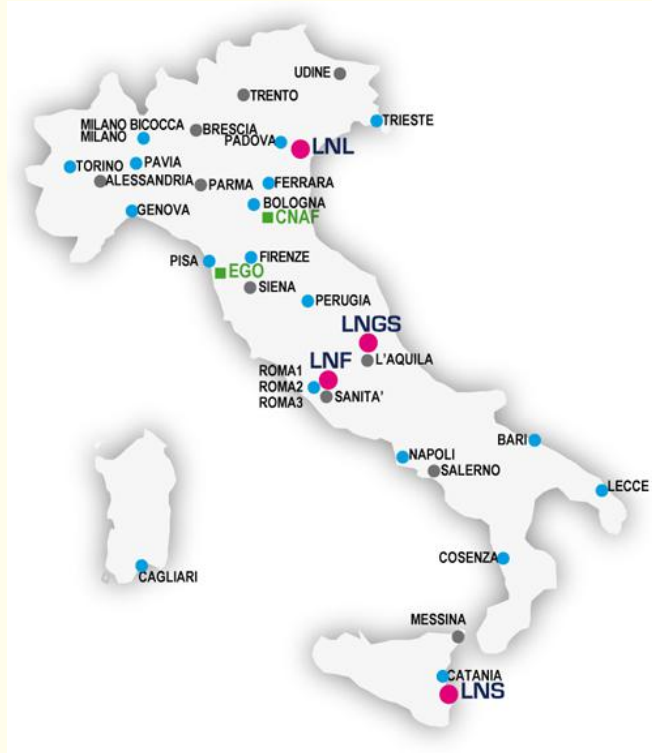 UDINE
TRENTO
TRIESTE
MILANO BICOCCA
MILANO
BRESCIA
PADOVA
LNL
TORINO
PAVIA
ALESSANDRIA
PARMA
FERRARA
BOLOGNA
CNAF
GENOVA
PISA
FIRENZE
EGO
SIENA
PERUGIA
LNGS
L'AQUILA
LNF
ROMA1
ROMA2
ROMA3
SANITA'
BARI
NAPOLI
SALERNO
LECCE
COSENZA
CAGLIARI
MESSINA
CATANIA
LNS